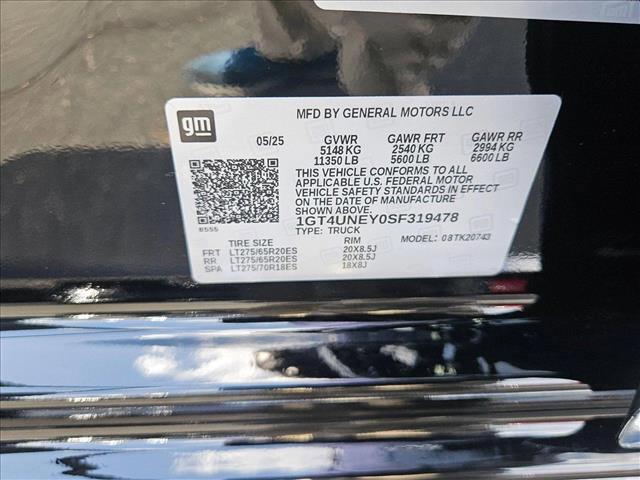 gm
MFD BY GENERAL MOTORS LLC
05/25 GVWR GAWR FRT GAWR RR
5148 KG 2540 KG 2994 KG
11350 LB 5600 LB 6600 LB
THIS VEHICLE CONFORMS TO ALL
APPLICABLE U.S. FEDERAL MOTOR
VEHICLE SAFETY STANDARDS IN EFFECT
ON THE DATE OF MANUFACTURE
SHOWN ABOVE.
1GT4UNEY0SF319478
TYPE: TRUCK
MODEL: 08TK20743
TIRE SIZE RIM
FRT LT275/65R20ES 20X8.5J
RR LT275/65R20ES 20X8.5J
SPA LT275/70R18ES 18X8J